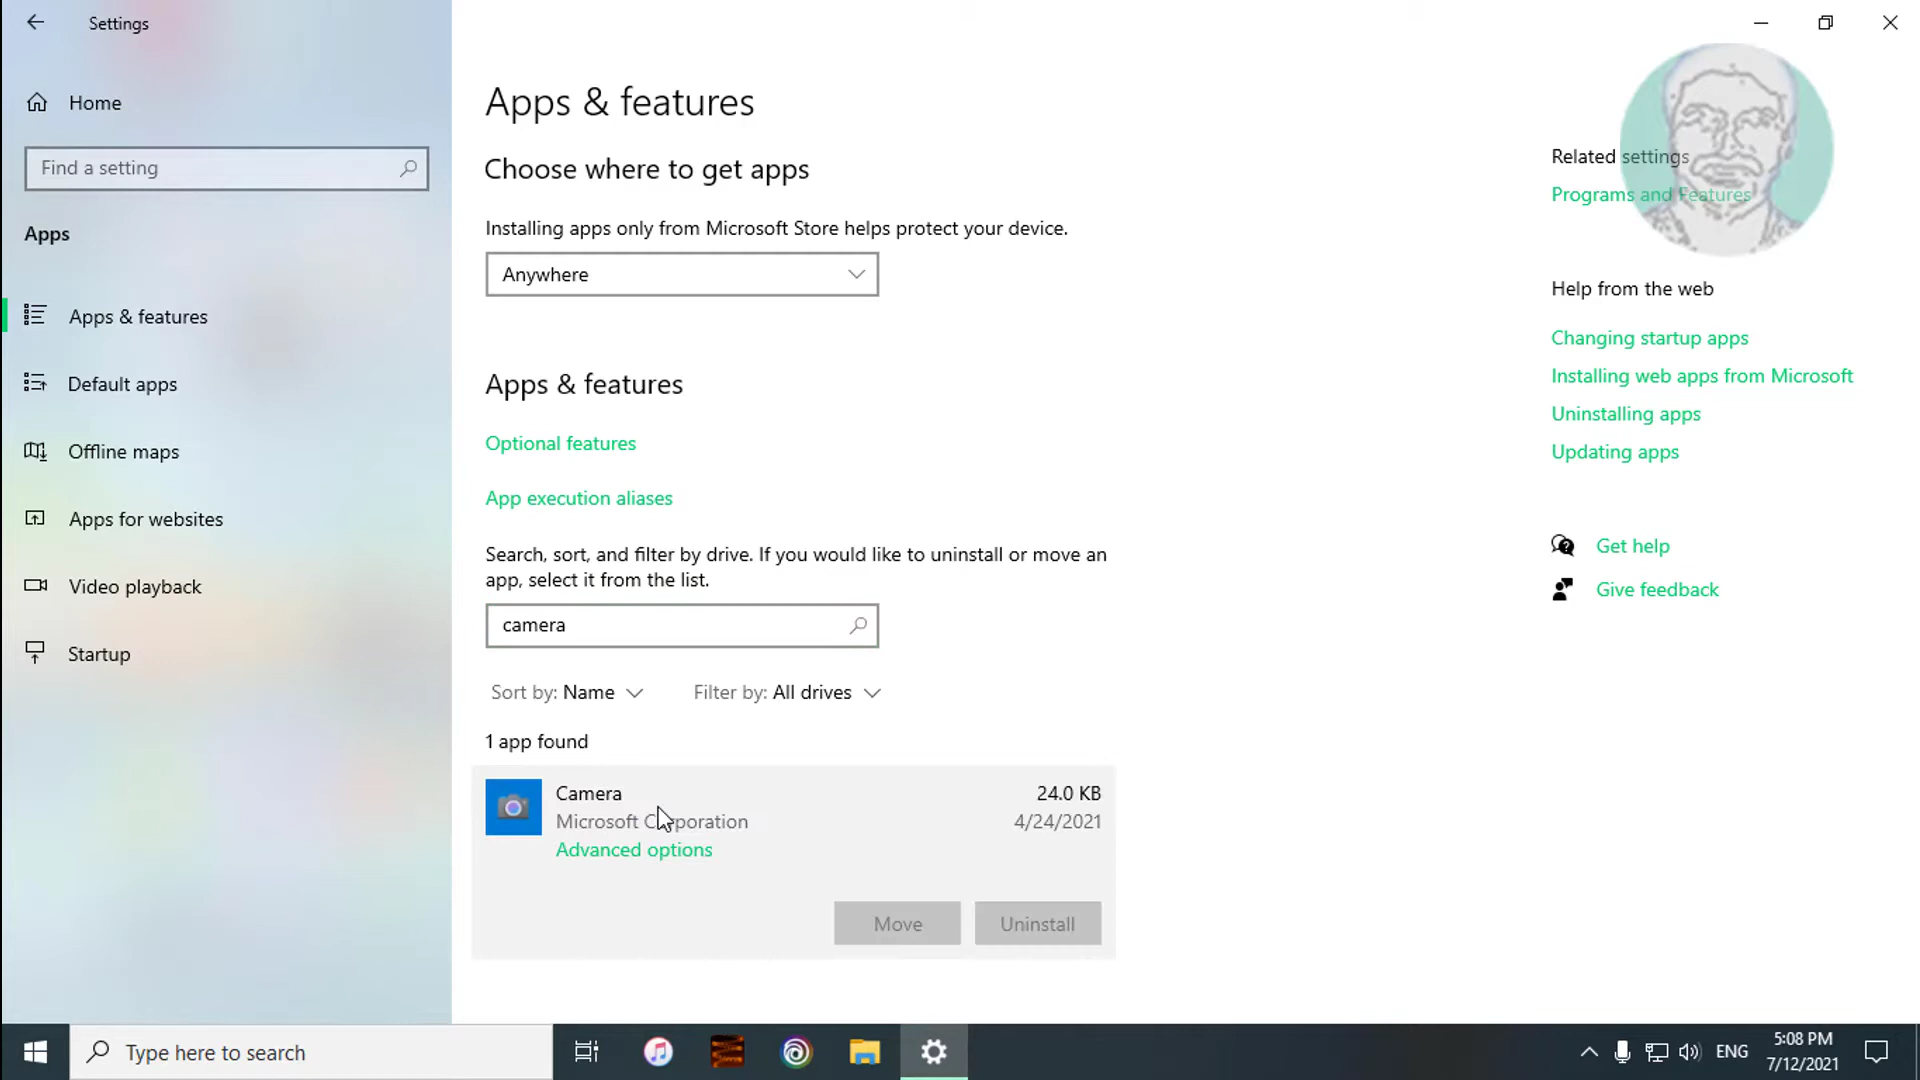 Settings
Home
Find a setting
Apps
Apps & features
Default apps
Offline maps
Apps for websites
Video playback
Startup
Apps & features
Choose where to get apps
Installing apps only from Microsoft Store helps protect your device.
Anywhere
Apps & features
Optional features
App execution aliases
Search, sort, and filter by drive. If you would like to uninstall or move an
app, select it from the list.
camera
Sort by: Name
Filter by: All drives
1 app found
Camera
24.0 KB
Microsoft Corporation
4/24/2021
Advanced options
Move
Uninstall
Related settings
Programs and Features
Help from the web
Changing startup apps
Installing web apps from Microsoft
Uninstalling apps
Updating apps
Get help
Give feedback
Type here to search
ENG
5:08 PM
7/12/2021